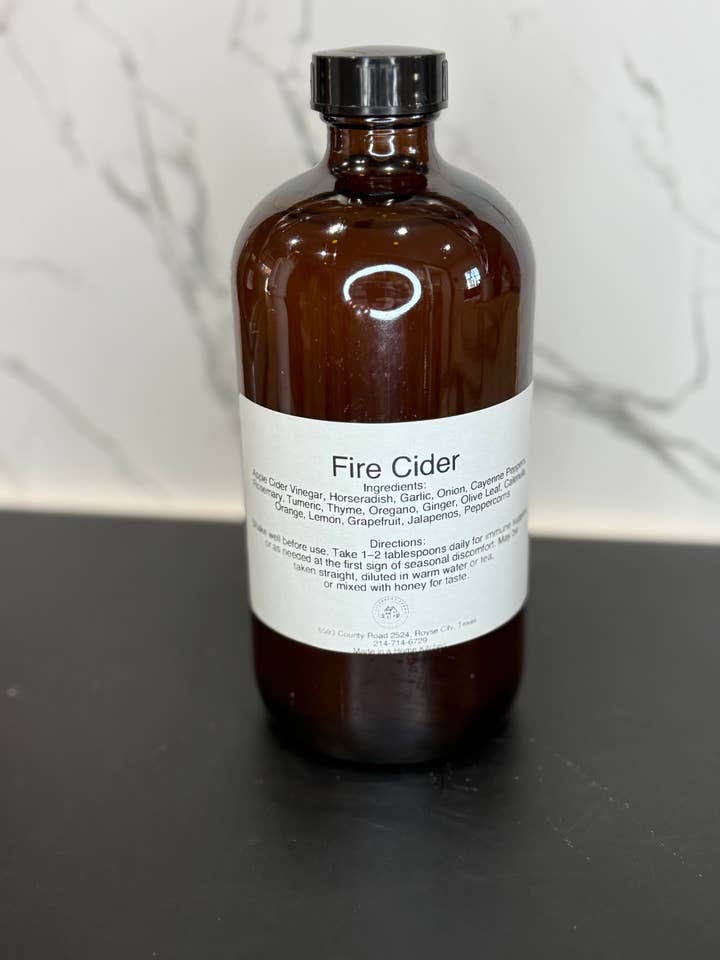 Fire Cider
Ingredients:
Apple Cider Vinegar, Horseradish, Garlic, Onion, Cayenne Peppers,
Rosemary, Tumeric, Thyme, Oregano, Ginger, Olive Leaf, Calendula,
Orange, Lemon, Grapefruit, Jalapenos, Peppercorns
Directions:
Shake well before use. Take 1–2 tablespoons daily for immune
or as needed at the first sign of seasonal discomfort. May be
taken straight, diluted in warm water or tea,
or mixed with honey for taste.
County Road 2524, Royse City, Texas
214-714-6729
Made in a Home Kitchen